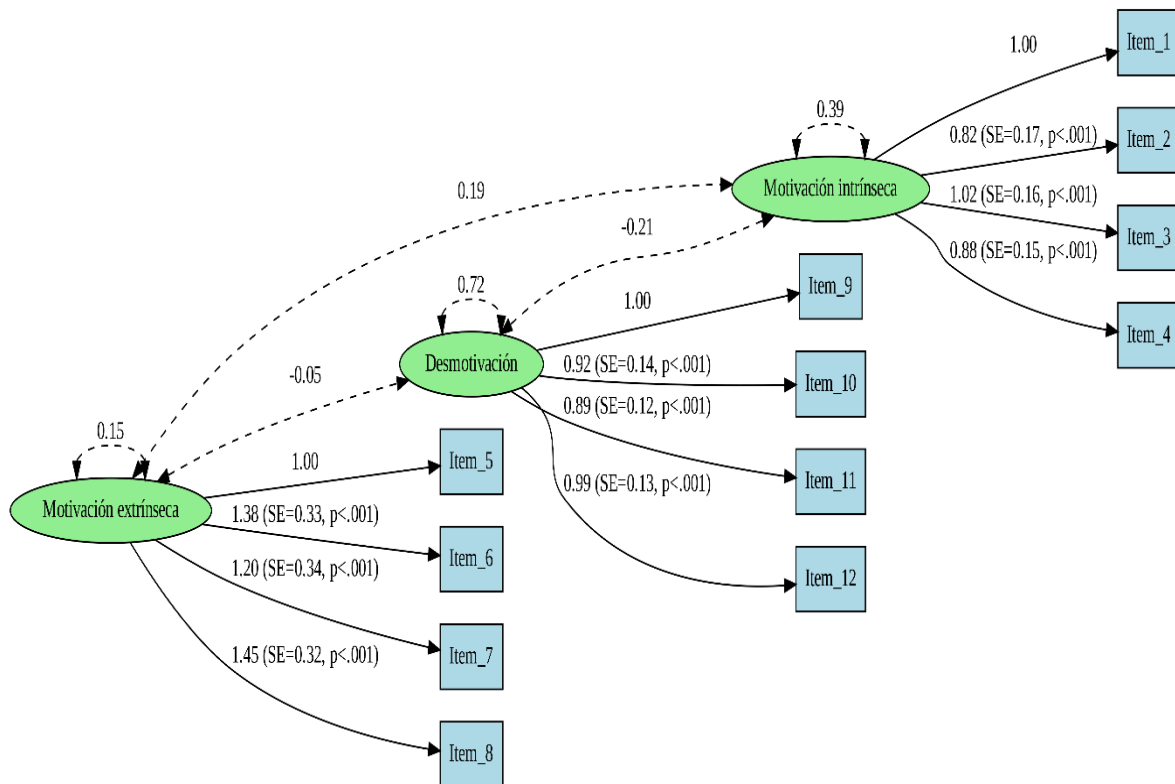 Item_1
1.00
0.39
0.82 (SE=0.17, p<.001)
Item_2
Motivación intrínseca
0.19
1.02 (SE=0.16, p<.001)
Item_3
-0.21
0.88 (SE=0.15, p<.001)
Item_9
0.72
1.00
Item_4
Desmotivación
0.92 (SE=0.14, p<.001)
-0.05
Item_10
0.89 (SE=0.12, p<.001)
0.15
1.00
Item_5
Item_11
0.99 (SE=0.13, p<.001)
Motivación extrínseca
1.38 (SE=0.33, p<.001)
Item_6
1.20 (SE=0.34, p<.001)
Item_12
1.45 (SE=0.32, p<.001)
Item_7
Item_8